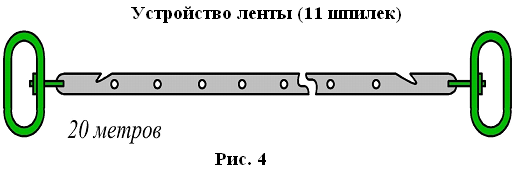 Устройство ленты (11 шпилек)
20 метров
Рис. 4